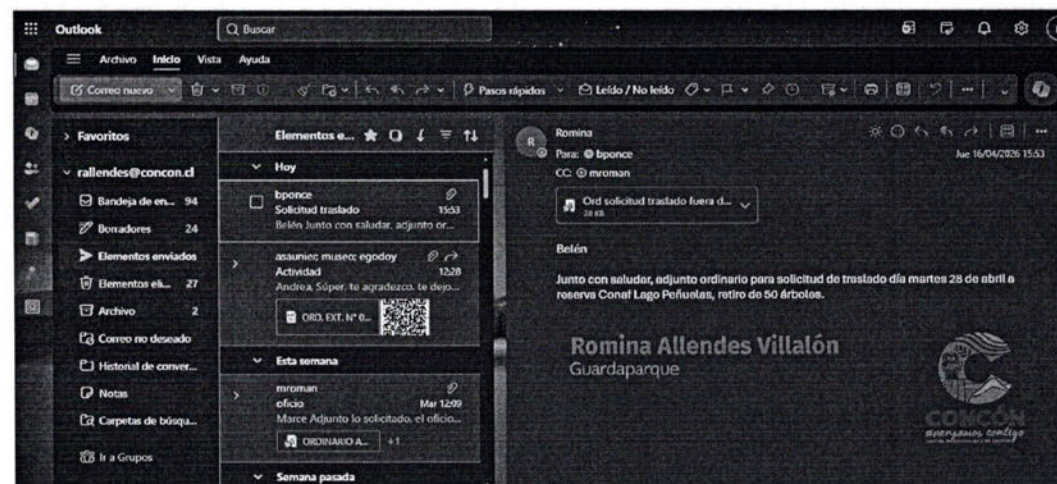 Outlook
Buscar
Archivo Inicio Vista Ayuda
Correo nuevo
Pasos rápidos
Leído / No leído
Favoritos
rallendes@concon.cl
Bandeja de en... 94
Borradores 24
Elementos enviados
Elementos eli... 27
Archivo 2
Correo no deseado
Historial de conver...
Notas
Carpetas de búsqu...
Ir a Grupos
Elementos e...
Hoy
bponce
Solicitud traslado 15:53
Belén Junto con saludar, adjunto or...
asaunier; museo; egodoy
Actividad 12:28
Andrea, Súper, te agradezco, te dejo...
ORD. EXT. N° 0...
Esta semana
mroman
oficio Mar 12:09
Marce Adjunto lo solicitado, el oficio...
ORDINARIO A... +1
Semana pasada
R
Romina
Para: bponce
Jue 16/04/2026 15:53
CC: mroman
Ord solicitud traslado fuera d...
28 KB
Belén
Junto con saludar, adjunto ordinario para solicitud de traslado día martes 28 de abril a
reserva Conaf Lago Peñuelas, retiro de 50 árboles.
Romina Allendes Villalón
Guardaparque
CONCÓN
avanzamos contigo